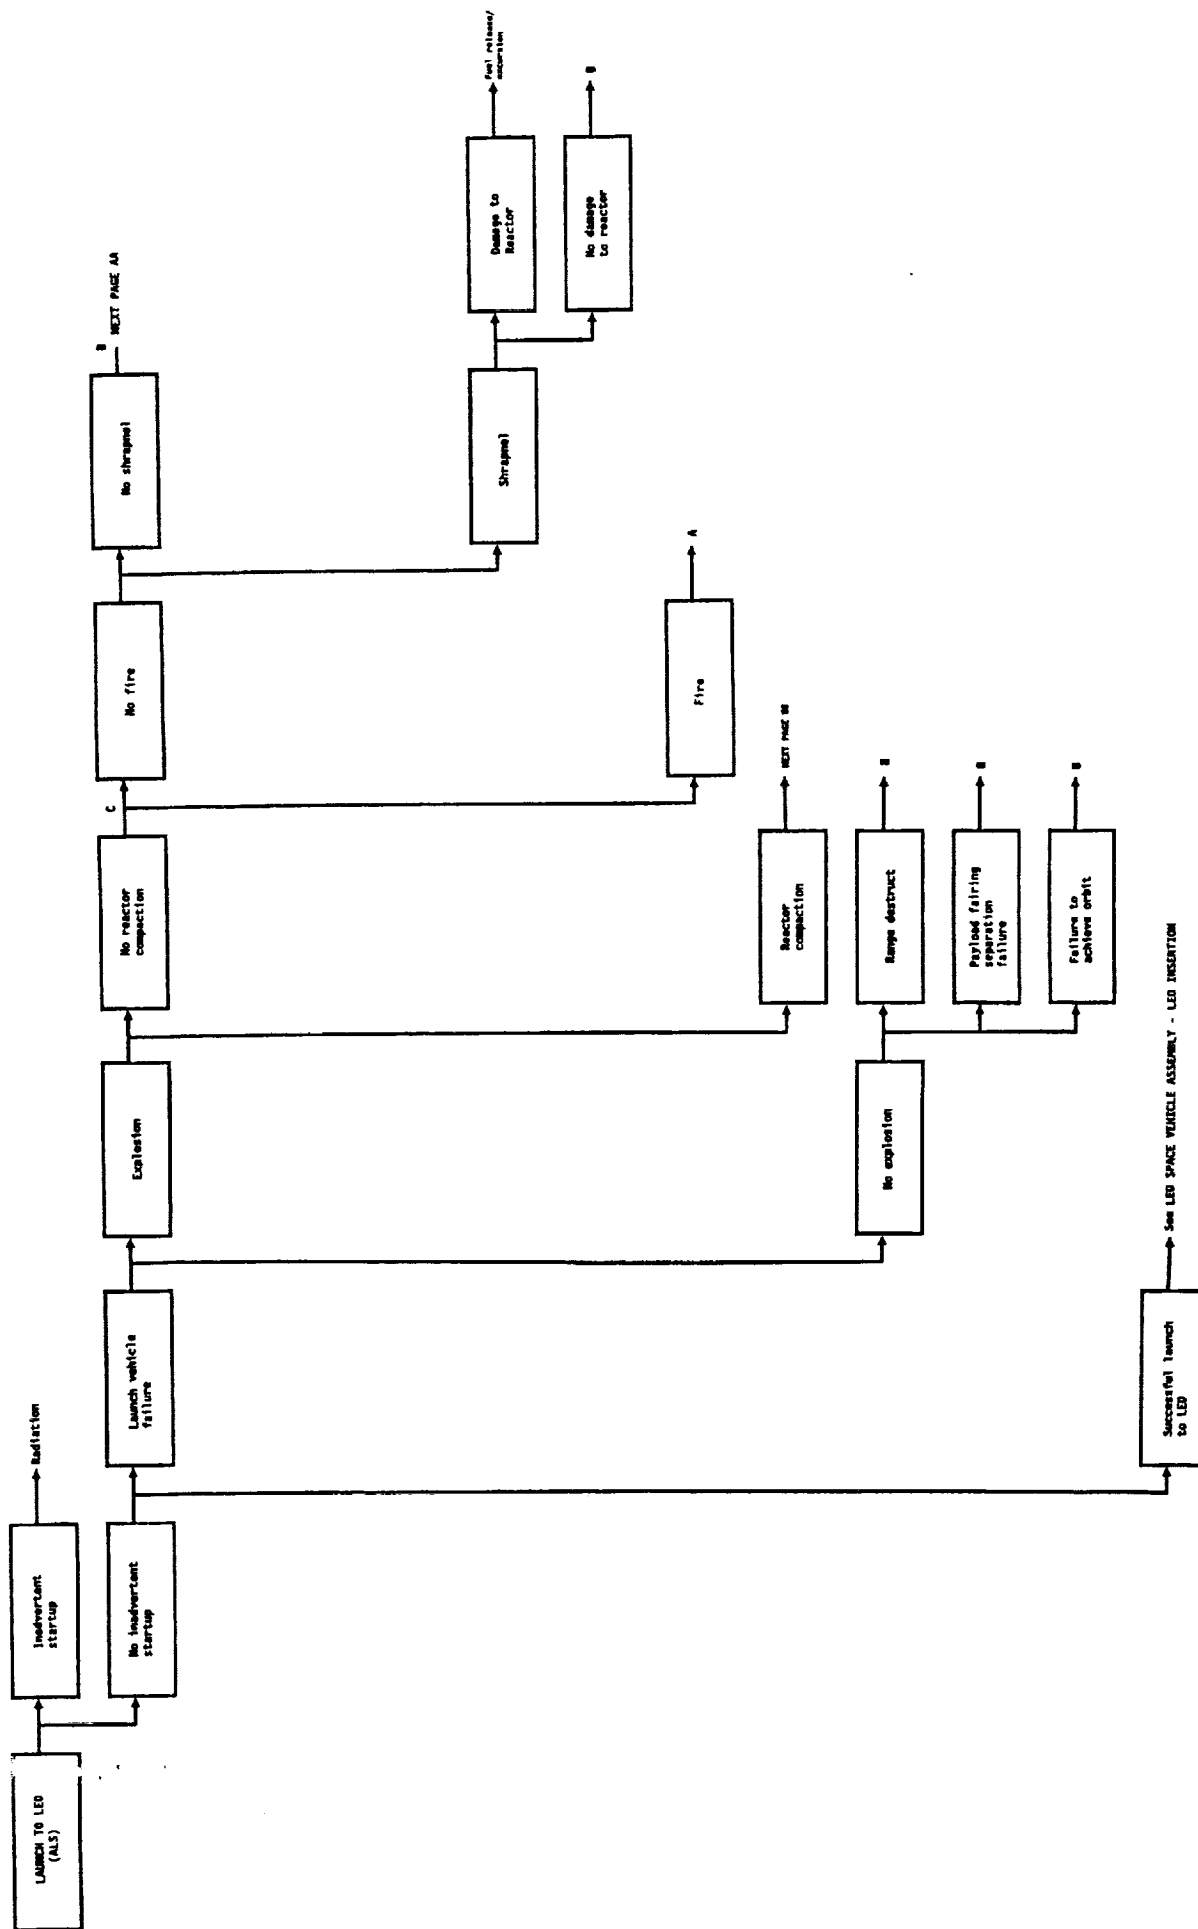 LAUNCH TO LEO
(ALS)
Inadvertent
startup
Radiation
No inadvertent
startup
Launch vehicle
failure
Explosion
No reactor
compaction
C
No fire
No shrapnel
B
NEXT PAGE AA
Shrapnel
Damage to
Reactor
Fuel release/
excursion
No damage
to reactor
B
Fire
A
Reactor
compaction
NEXT PAGE BB
No explosion
Range destruct
B
Payload fairing
separation
failure
B
Failure to
achieve orbit
B
Successful launch
to LEO
See LEO SPACE VEHICLE ASSEMBLY - LEO INSERTION